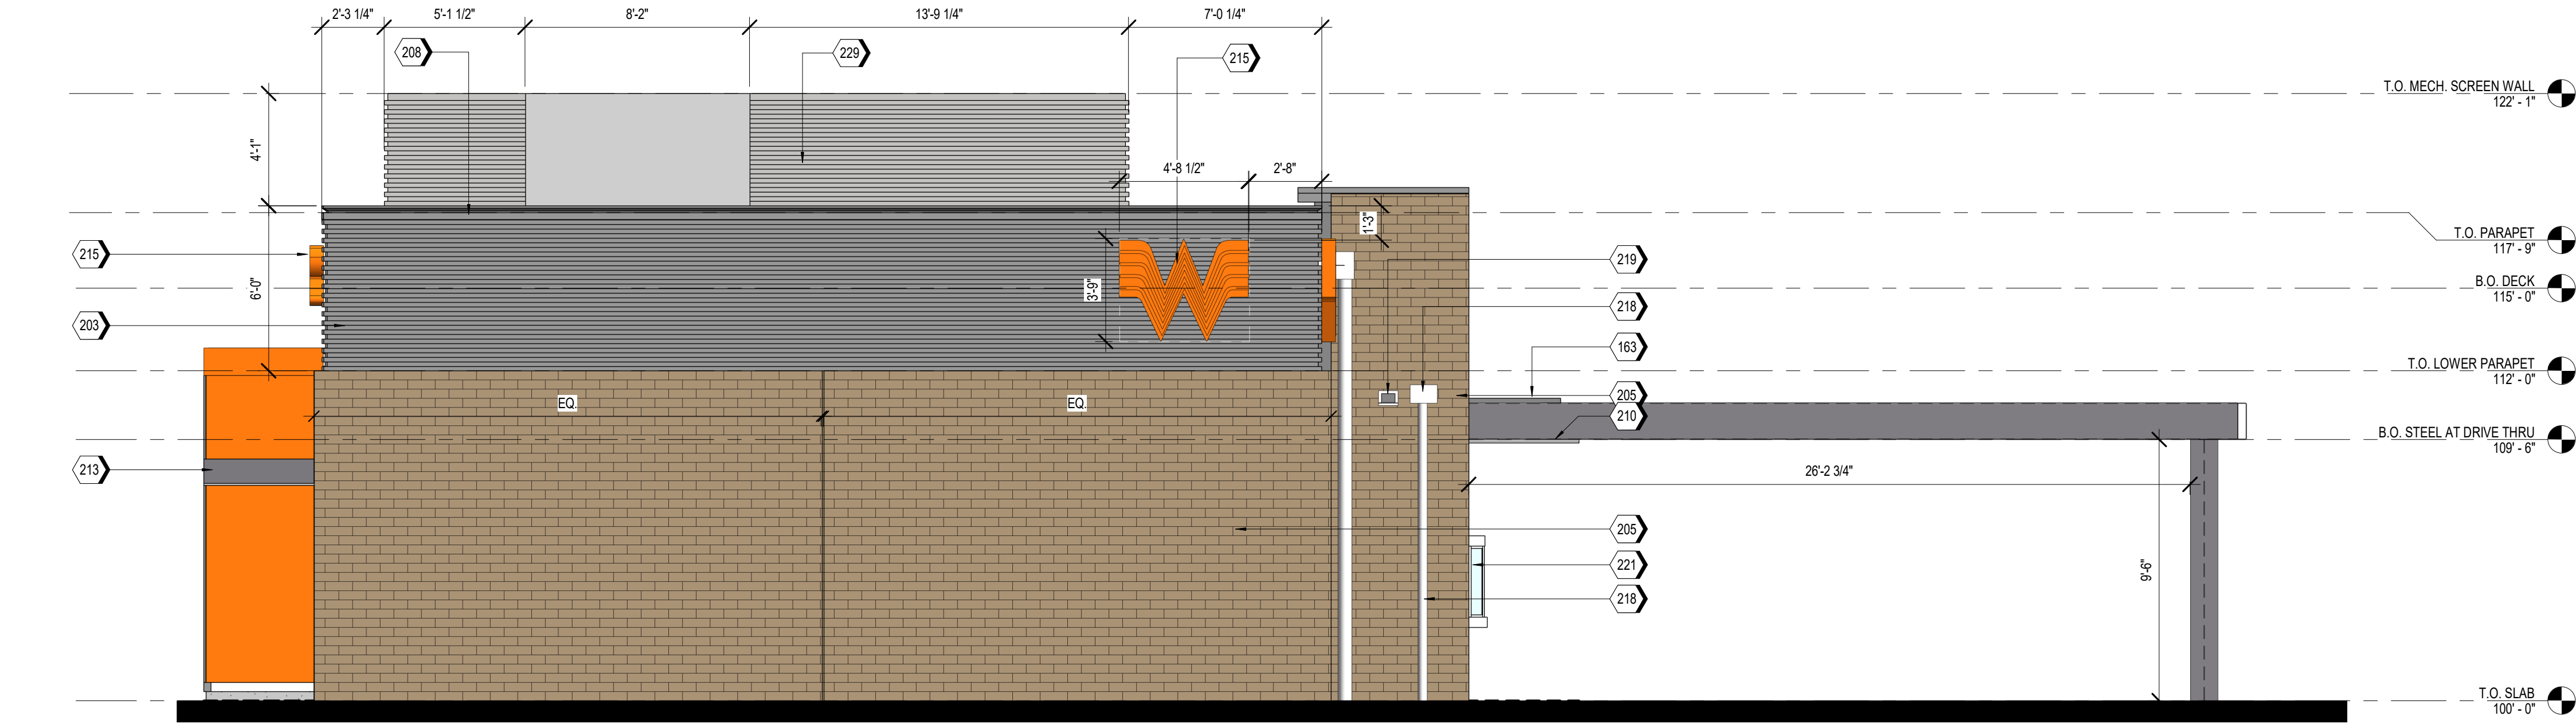 2'-3 1/4" 5'-1 1/2" 8'-2" 13'-9 1/4" 7'-0 1/4"
208 229 215
T.O. MECH. SCREEN WALL
122' - 1"
4'-1"
4'-8 1/2" 2'-8"
1'-3"
T.O. PARAPET
117' - 9"
215
219
6'-0"
3'-9"
B.O. DECK
115' - 0"
218
203
163
T.O. LOWER PARAPET
112' - 0"
205
EQ. EQ.
210
B.O. STEEL AT DRIVE THRU
109' - 6"
213
26'-2 3/4"
205
221
9'-6"
218
T.O. SLAB
100' - 0"